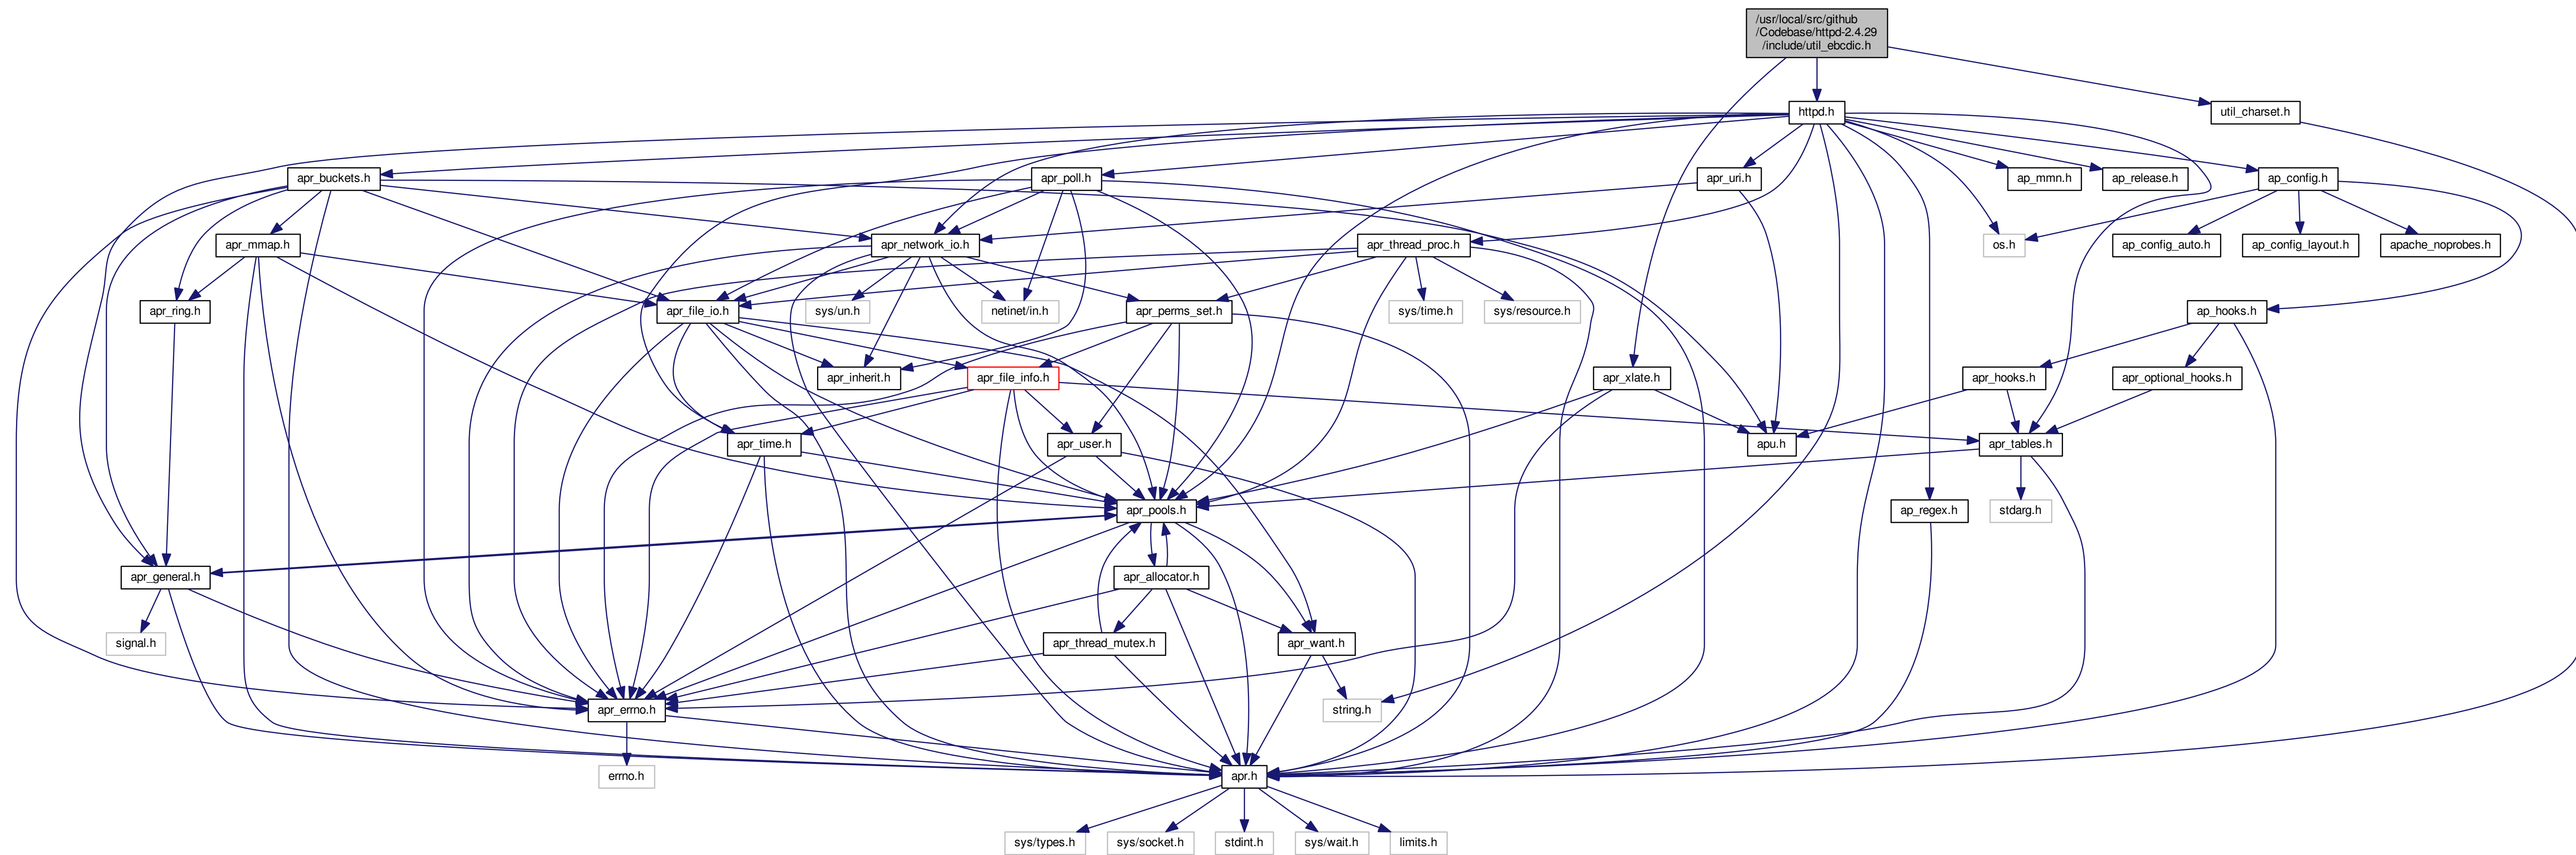 /usr/local/src/github
/Codebase/httpd-2.4.29
/include/util_ebcdic.h
httpd.h
util_charset.h
apr_buckets.h
apr_poll.h
apr_uri.h
ap_mmn.h
ap_release.h
ap_config.h
apr_mmap.h
apr_network_io.h
apr_thread_proc.h
os.h
ap_config_auto.h
ap_config_layout.h
apache_noprobes.h
apr_ring.h
apr_file_io.h
sys/un.h
netinet/in.h
apr_perms_set.h
sys/time.h
sys/resource.h
ap_hooks.h
apr_inherit.h
apr_file_info.h
apr_xlate.h
apr_hooks.h
apr_optional_hooks.h
apr_time.h
apr_user.h
apu.h
apr_tables.h
apr_pools.h
ap_regex.h
stdarg.h
apr_general.h
apr_allocator.h
signal.h
apr_thread_mutex.h
apr_want.h
apr_errno.h
string.h
errno.h
apr.h
sys/types.h
sys/socket.h
stdint.h
sys/wait.h
limits.h